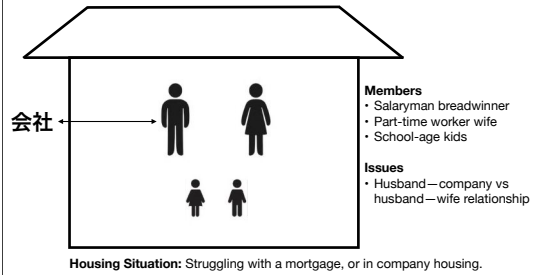 会社
Members
• Salaryman breadwinner
• Part-time worker wife
• School-age kids
Issues
• Husband—company vs
husband—wife relationship
Housing Situation: Struggling with a mortgage, or in company housing.